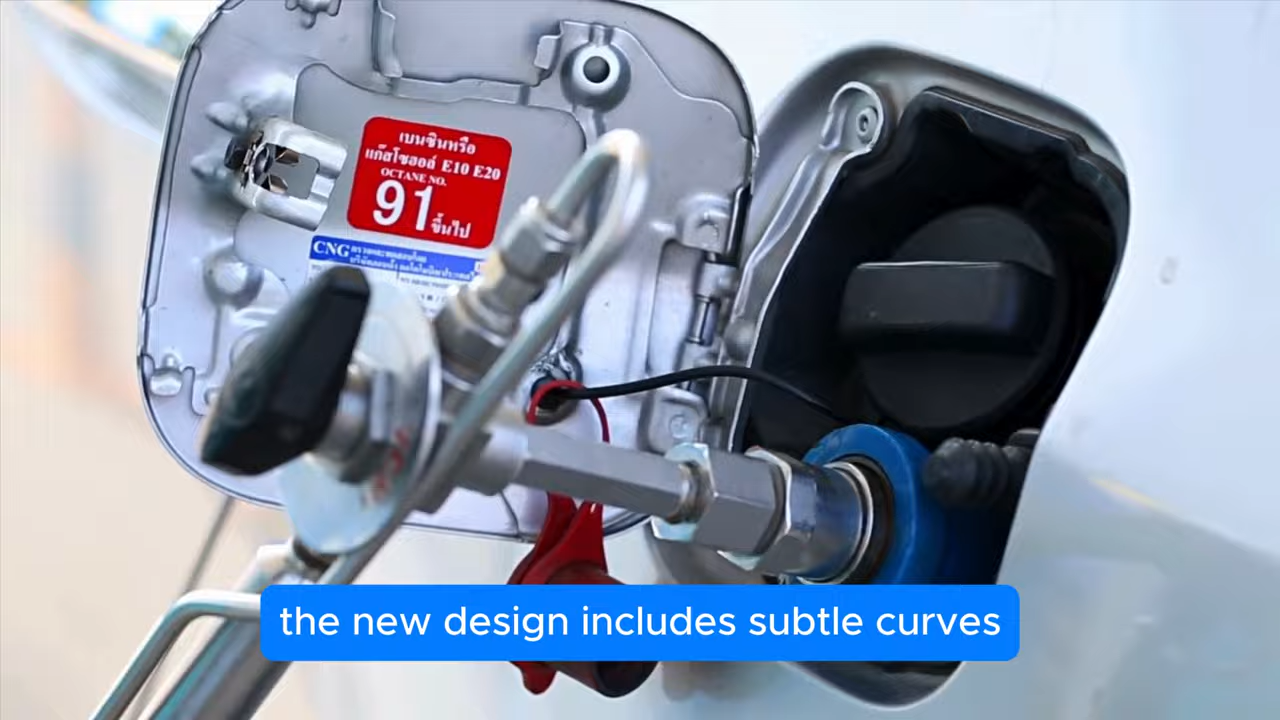 เบนซินหรือ
แก๊สโซฮอล์ E10 E20
OCTANE NO.
91 ขึ้นไป
CNG
the new design includes subtle curves